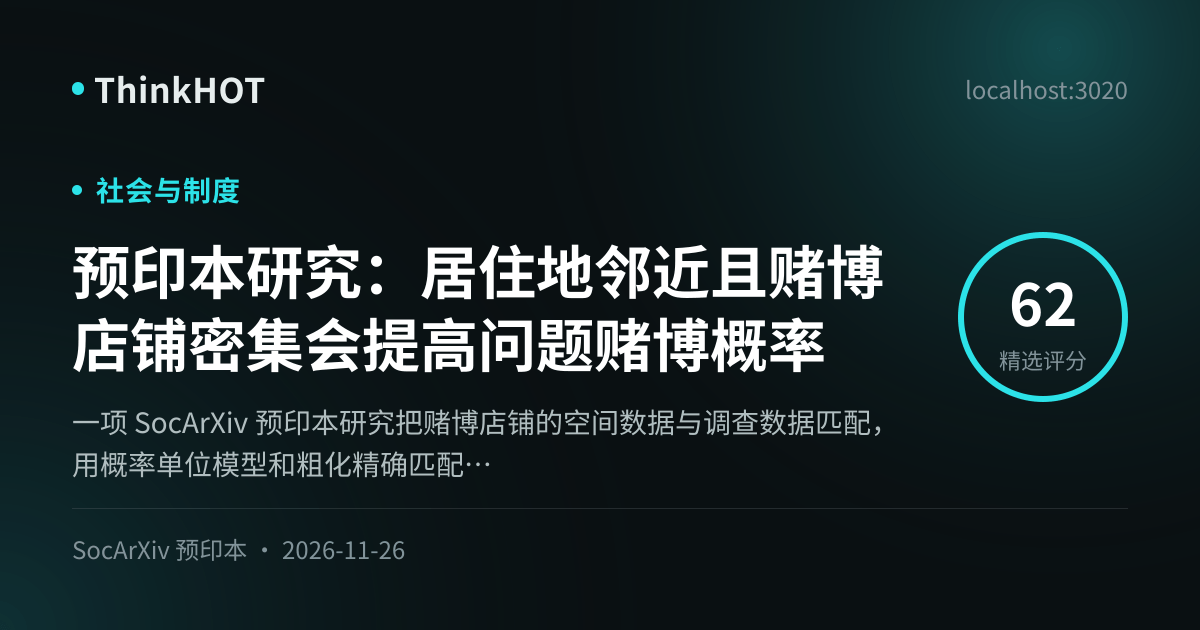 ThinkHOT
localhost:3020
社会与制度
预印本研究：居住地邻近且赌博
店铺密集会提高问题赌博概率
62
精选评分
一项 SocArXiv 预印本研究把赌博店铺的空间数据与调查数据匹配，
用概率单位模型和粗化精确匹配…
SocArXiv 预印本 · 2026-11-26